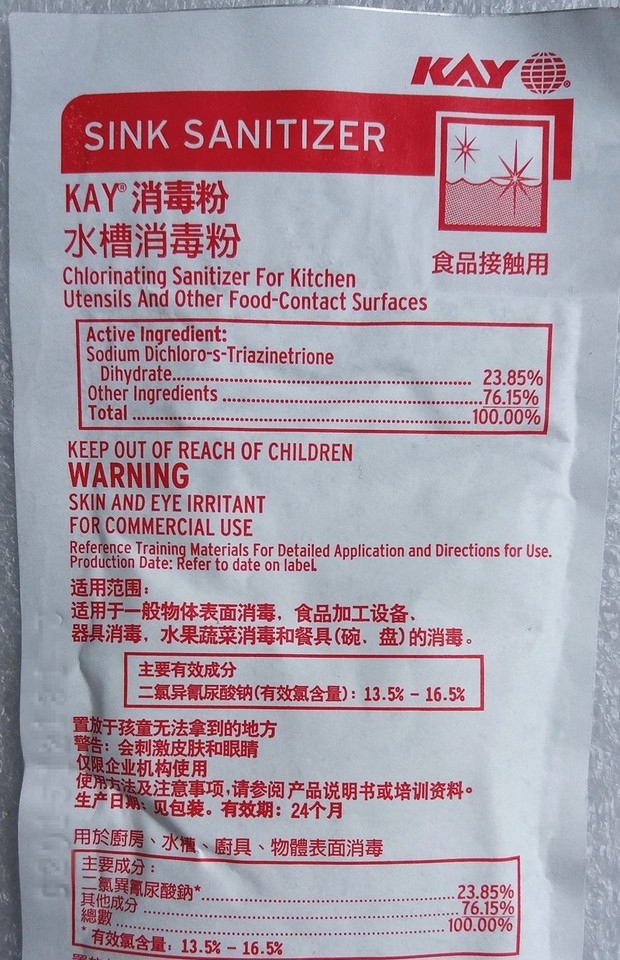 KAY®
SINK SANITIZER
KAY® 消毒粉
水槽消毒粉
食品接触用
Chlorinating Sanitizer For Kitchen
Utensils And Other Food-Contact Surfaces
Active Ingredient:
Sodium Dichloro-s-Triazinetrione
Dihydrate........................................................ 23.85%
Other Ingredients ................................................76.15%
Total ...............................................................100.00%
KEEP OUT OF REACH OF CHILDREN
WARNING
SKIN AND EYE IRRITANT
FOR COMMERCIAL USE
Reference Training Materials For Detailed Application and Directions for Use.
Production Date: Refer to date on label.
适用范围：
适用于一般物体表面消毒，食品加工设备、
器具消毒，水果蔬菜消毒和餐具(碗、盘)的消毒。
主要有效成分
二氯异氰尿酸钠(有效氯含量)：13.5% - 16.5%
置放于孩童无法拿到的地方
警告：会刺激皮肤和眼睛
仅限企业机构使用
使用方法及注意事项,请参阅产品说明书或培训资料。
生产日期：见包装。有效期：24个月
用於廚房、水槽、廚具、物體表面消毒
主要成分：
二氯異氰尿酸鈉*................................................23.85%
其他成分 ........................................................76.15%
總數 ...........................................................100.00%
* 有效氯含量：13.5% - 16.5%